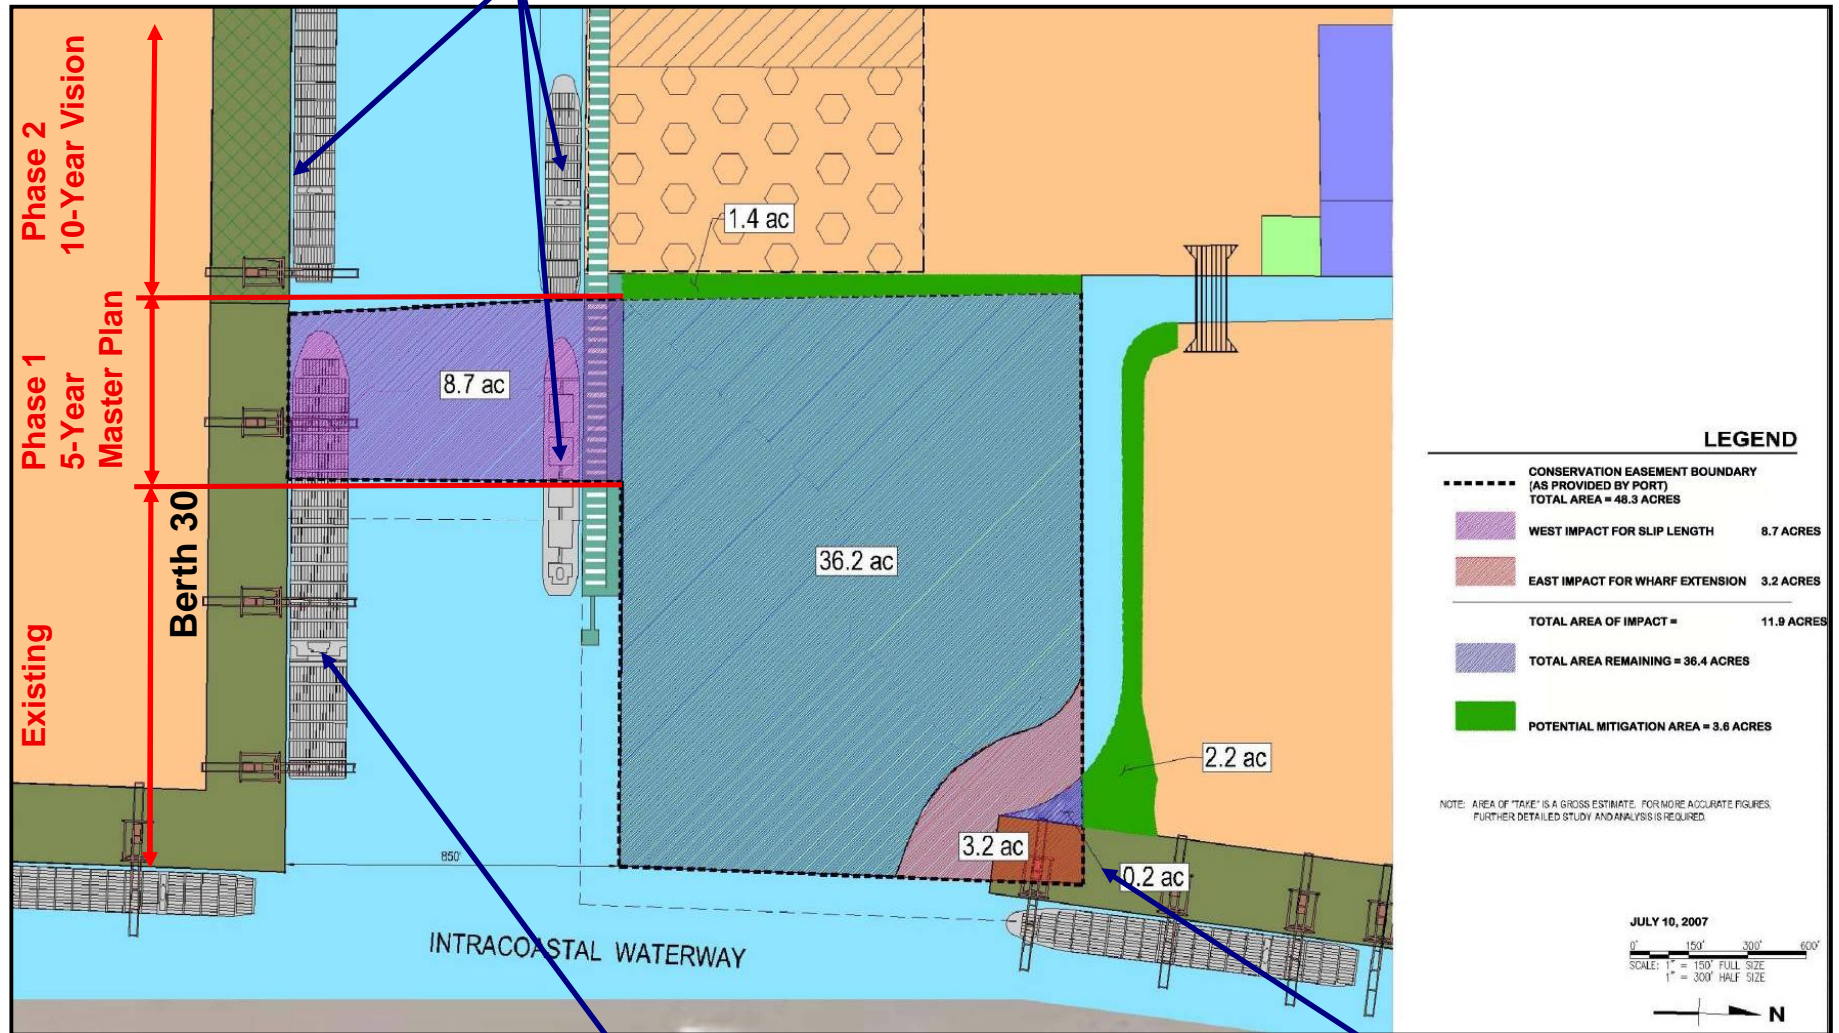 Phase 2
10-Year Vision
Phase 1
5-Year
Master Plan
Existing
Berth 30
1.4 ac
8.7 ac
36.2 ac
2.2 ac
3.2 ac
0.2 ac
850'
INTRACOASTAL WATERWAY
LEGEND
CONSERVATION EASEMENT BOUNDARY
(AS PROVIDED BY PORT)
TOTAL AREA = 48.3 ACRES
WEST IMPACT FOR SLIP LENGTH 8.7 ACRES
EAST IMPACT FOR WHARF EXTENSION 3.2 ACRES
TOTAL AREA OF IMPACT = 11.9 ACRES
TOTAL AREA REMAINING = 36.4 ACRES
POTENTIAL MITIGATION AREA = 3.6 ACRES
NOTE: AREA OF "TAKE" IS A GROSS ESTIMATE. FOR MORE ACCURATE FIGURES,
FURTHER DETAILED STUDY AND ANALYSIS IS REQUIRED.
JULY 10, 2007
0' 150' 300' 600'
SCALE: 1" = 150' FULL SIZE
1" = 300' HALF SIZE
N